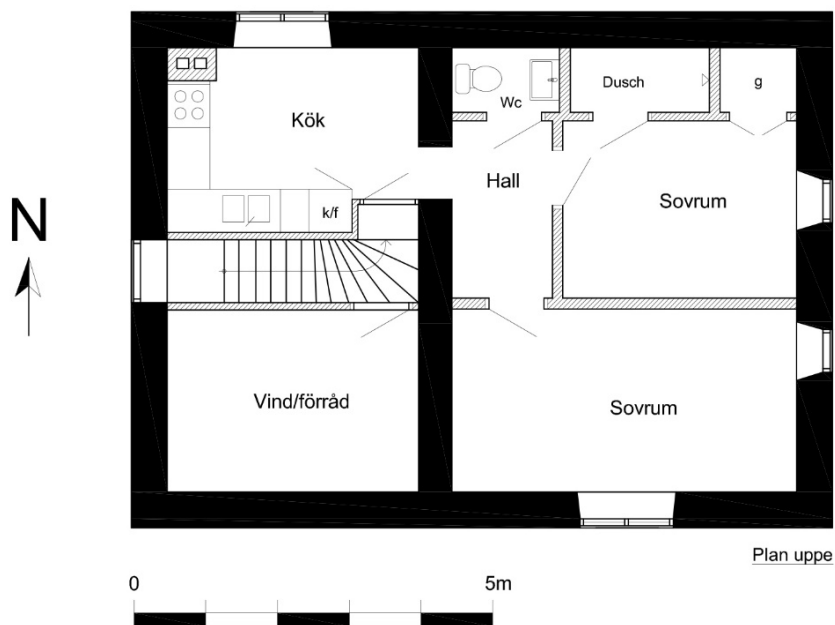 Kök
Wc
Dusch
g
Hall
Sovrum
k/f
N
Vind/förråd
Sovrum
Plan uppe
0 5m